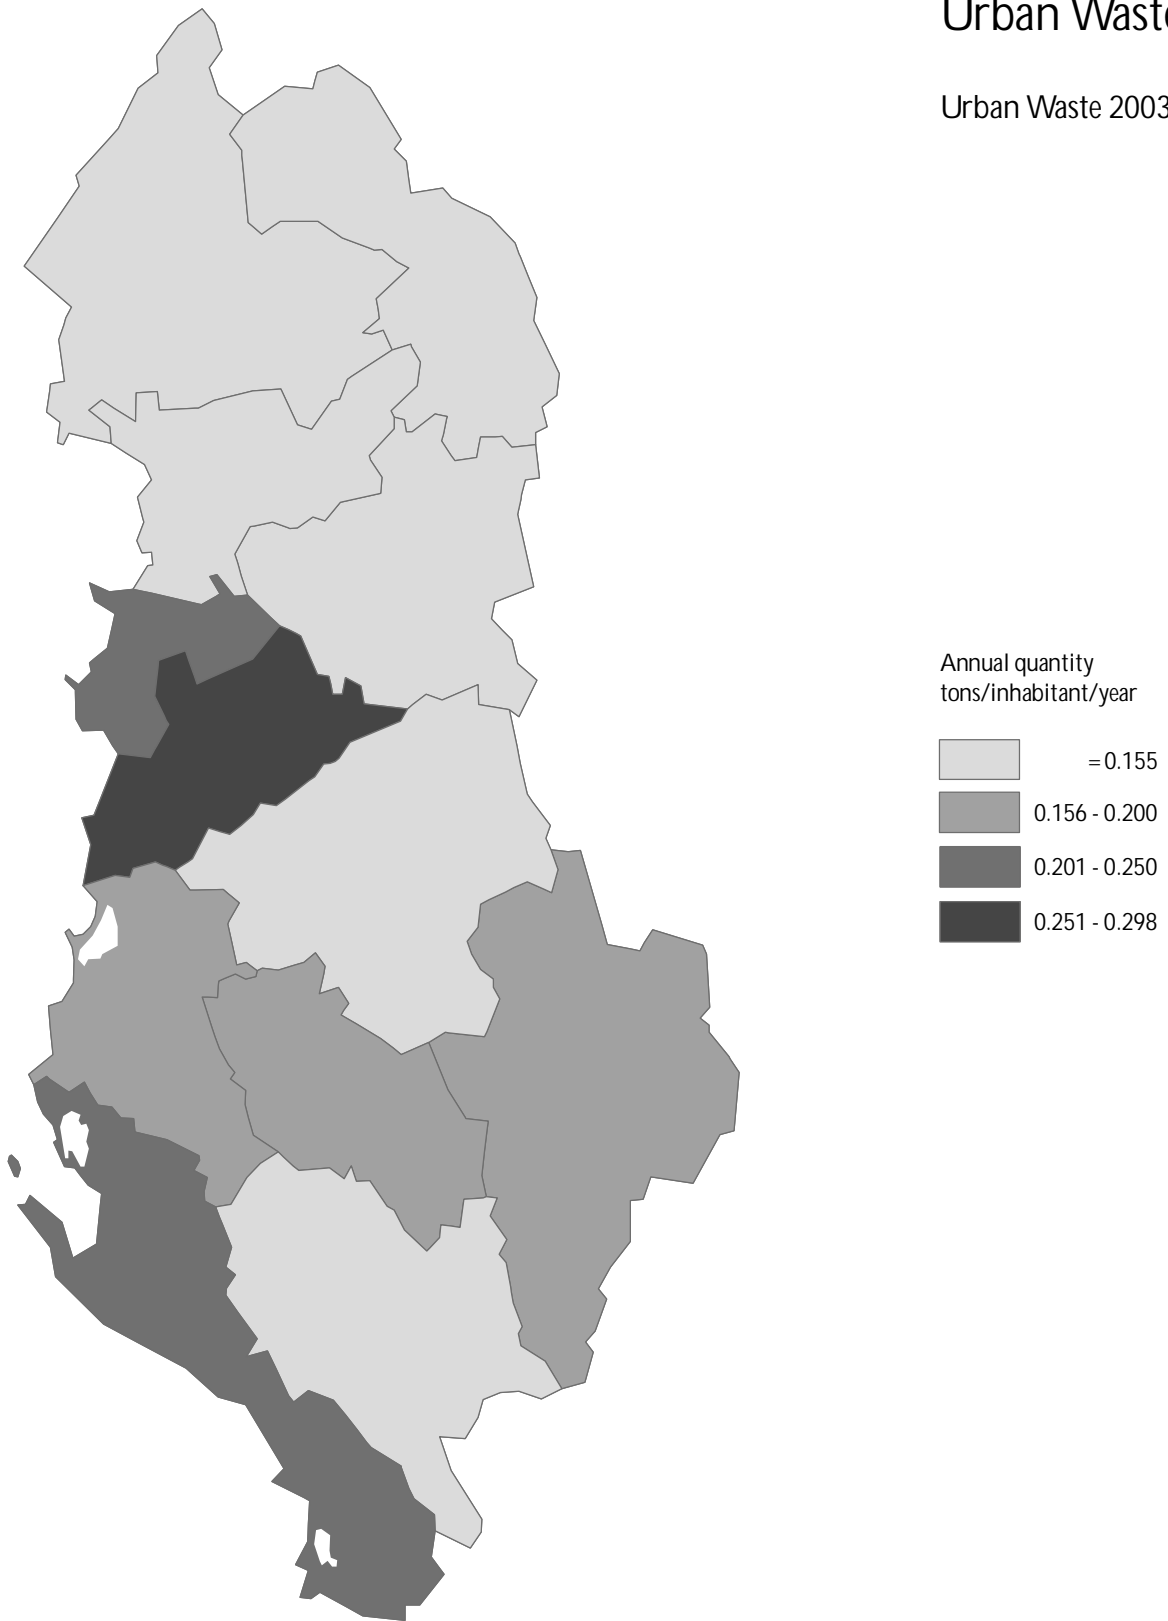 Urban Waste
Urban Waste 2003
Annual quantity
tons/inhabitant/year
=0.155
0.156 - 0.200
0.201 - 0.250
0.251 - 0.298